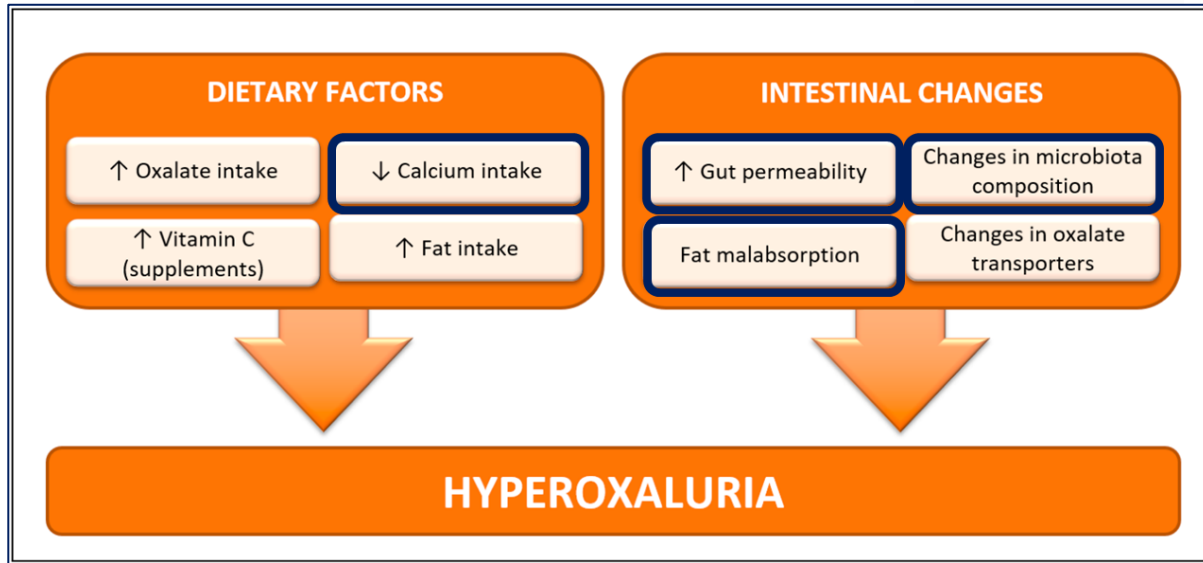 DIETARY FACTORS
↑ Oxalate intake
↓ Calcium intake
↑ Vitamin C
(supplements)
↑ Fat intake
INTESTINAL CHANGES
↑ Gut permeability
Changes in microbiota
composition
Fat malabsorption
Changes in oxalate
transporters
HYPEROXALURIA